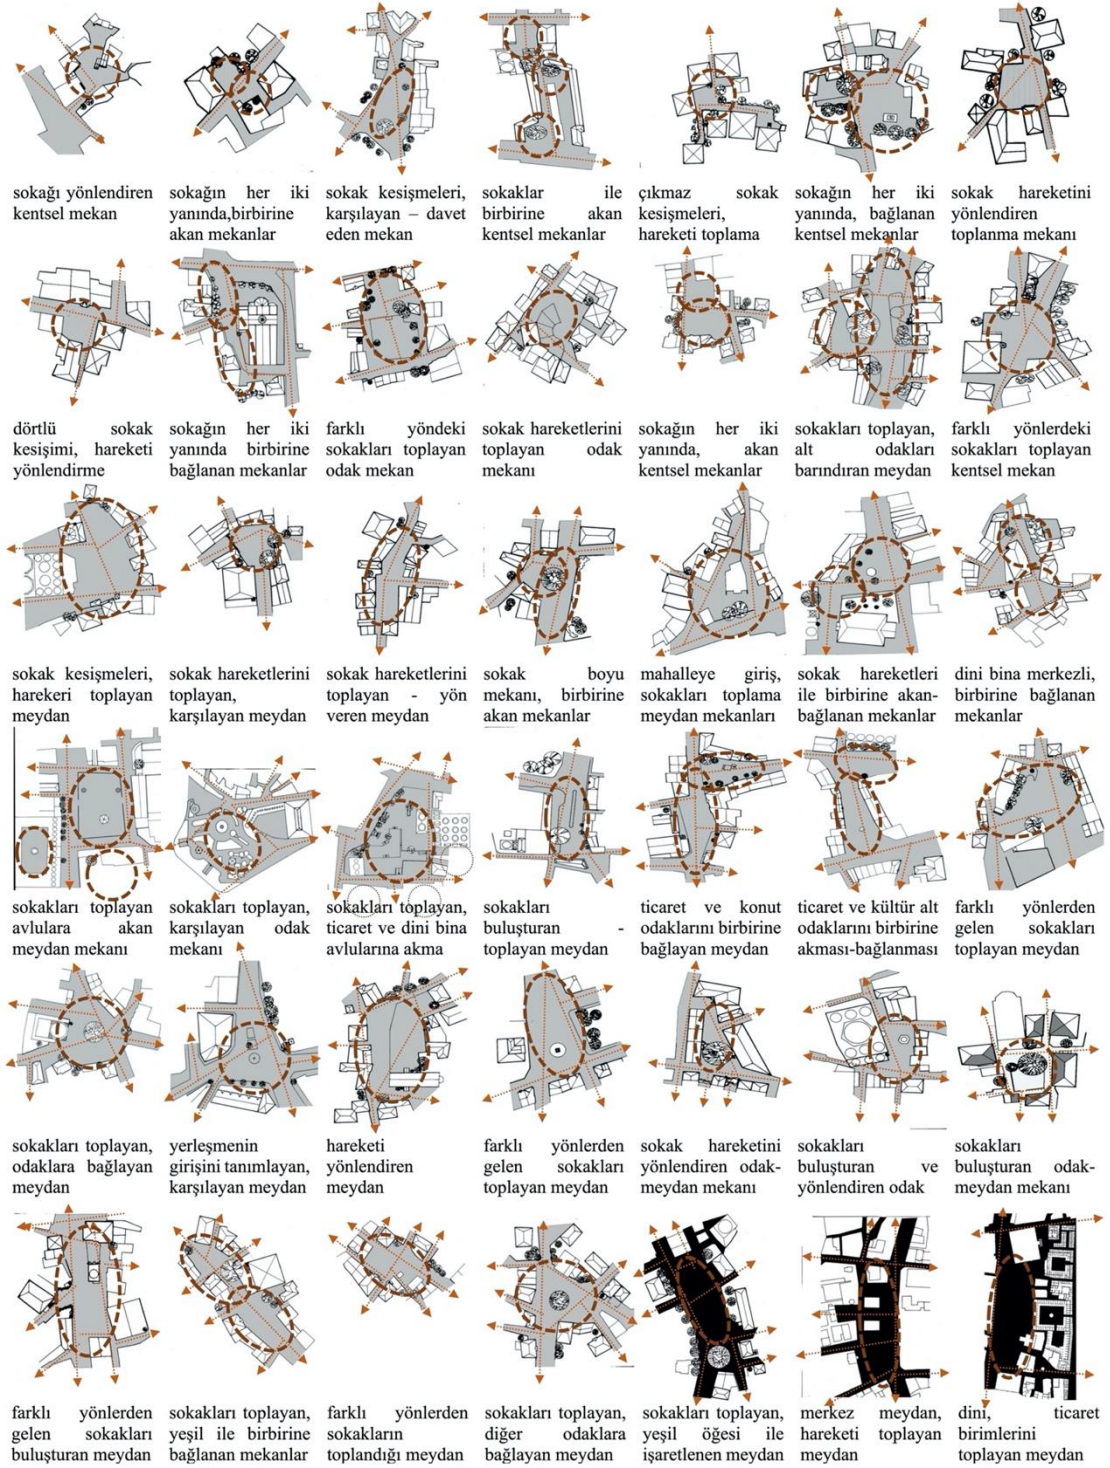 sokağı yönlendiren
kentsel mekan
sokağın her iki
yanında,birbirine
akan mekanlar
sokak kesişmeleri,
karşılayan – davet
eden mekan
sokaklar ile
birbirine akan
kentsel mekanlar
çıkmaz sokak
kesişmeleri,
hareketi toplama
sokağın her iki
yanında, bağlanan
kentsel mekanlar
sokak hareketini
yönlendiren
toplanma mekanı
dörtlü sokak
kesişimi, hareketi
yönlendirme
sokağın her iki
yanında birbirine
bağlanan mekanlar
farklı yöndeki
sokakları toplayan
odak mekan
sokak hareketlerini
toplayan odak
mekanı
sokağın her iki
yanında, akan
kentsel mekanlar
sokakları toplayan,
alt odakları
barındıran meydan
farklı yönlerdeki
sokakları toplayan
kentsel mekan
sokak kesişmeleri,
harekeri toplayan
meydan
sokak hareketlerini
toplayan,
karşılayan meydan
sokak hareketlerini
toplayan - yön
veren meydan
sokak boyu
mekanı, birbirine
akan mekanlar
mahalleye giriş,
sokakları toplama
meydan mekanları
sokak hareketleri
ile birbirine akan-
bağlanan mekanlar
dini bina merkezli,
birbirine bağlanan
mekanlar
sokakları toplayan
avlulara akan
meydan mekanı
sokakları toplayan,
karşılayan odak
mekanı
sokakları toplayan,
ticaret ve dini bina
avlularına akma
sokakları
buluşturan -
toplayan meydan
ticaret ve konut
odaklarını birbirine
bağlayan meydan
ticaret ve kültür alt
odaklarını birbirine
akması-bağlanması
farklı yönlerden
gelen sokakları
toplayan meydan
sokakları toplayan,
odaklara bağlayan
meydan
yerleşmenin
girişini tanımlayan,
karşılayan meydan
hareketi
yönlendiren
meydan
farklı yönlerden
gelen sokakları
toplayan meydan
sokak hareketini
yönlendiren odak-
meydan mekanı
sokakları
buluşturan ve
yönlendiren odak
sokakları
buluşturan odak-
meydan mekanı
farklı yönlerden
gelen sokakları
buluşturan meydan
sokakları toplayan,
yeşil ile birbirine
bağlanan mekanlar
farklı yönlerden
sokakların
toplandığı meydan
sokakları toplayan,
diğer odaklara
bağlayan meydan
sokakları toplayan,
yeşil öğesi ile
işaretlenen meydan
merkez meydan,
hareketi toplayan
meydan
dini, ticaret
birimlerini
toplayan meydan